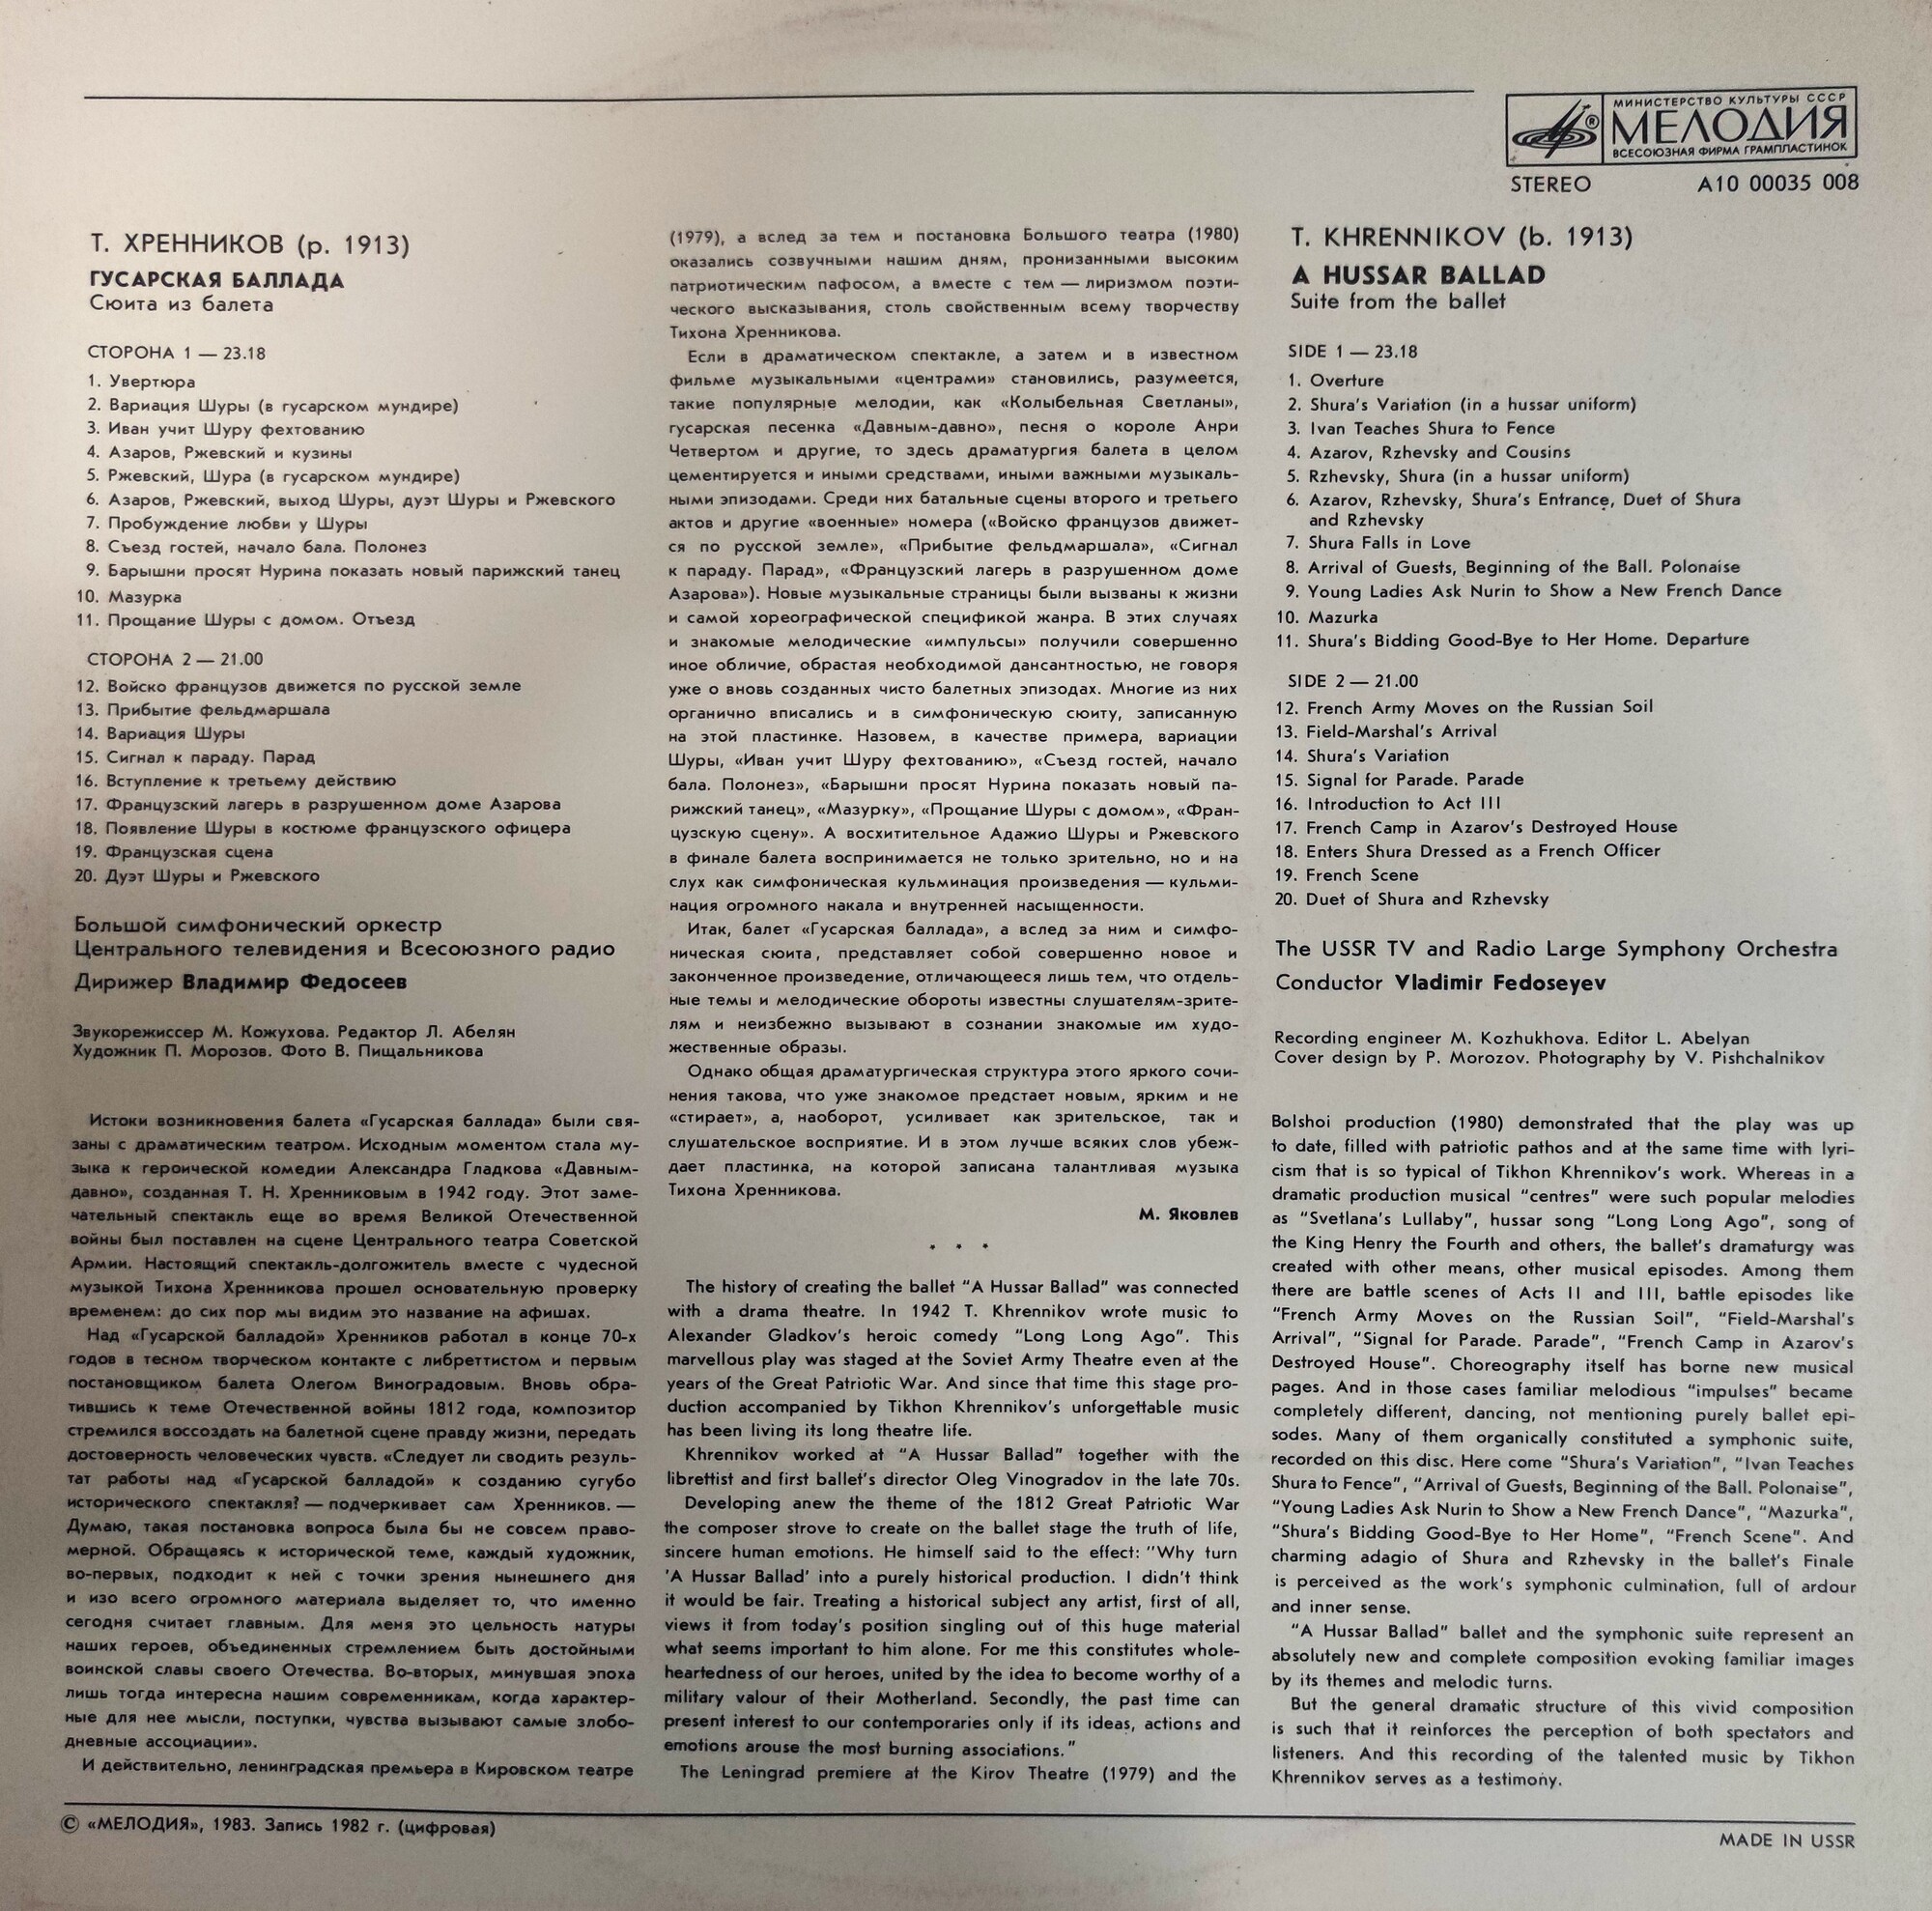 МИНИСТЕРСТВО КУЛЬТУРЫ СССР
МЕЛОДИЯ
ВСЕСОЮЗНАЯ ФИРМА ГРАМПЛАСТИНОК
STEREO A10 00035 008
Т. ХРЕННИКОВ (р. 1913)
ГУСАРСКАЯ БАЛЛАДА
Сюита из балета
СТОРОНА 1 — 23.18
1. Увертюра
2. Вариация Шуры (в гусарском мундире)
3. Иван учит Шуру фехтованию
4. Азаров, Ржевский и кузины
5. Ржевский, Шура (в гусарском мундире)
6. Азаров, Ржевский, выход Шуры, дуэт Шуры и Ржевского
7. Пробуждение любви у Шуры
8. Съезд гостей, начало бала. Полонез
9. Барышни просят Нурина показать новый парижский танец
10. Мазурка
11. Прощание Шуры с домом. Отъезд
СТОРОНА 2 — 21.00
12. Войско французов движется по русской земле
13. Прибытие фельдмаршала
14. Вариация Шуры
15. Сигнал к параду. Парад
16. Вступление к третьему действию
17. Французский лагерь в разрушенном доме Азарова
18. Появление Шуры в костюме французского офицера
19. Французская сцена
20. Дуэт Шуры и Ржевского
Большой симфонический оркестр
Центрального телевидения и Всесоюзного радио
Дирижер Владимир Федосеев
Звукорежиссер М. Кожухова. Редактор Л. Абелян
Художник П. Морозов. Фото В. Пищальникова
Истоки возникновения балета «Гусарская баллада» были свя-
заны с драматическим театром. Исходным моментом стала му-
зыка к героической комедии Александра Гладкова «Давным-
давно», созданная Т. Н. Хренниковым в 1942 году. Этот заме-
чательный спектакль еще во время Великой Отечественной
войны был поставлен на сцене Центрального театра Советской
Армии. Настоящий спектакль-долгожитель вместе с чудесной
музыкой Тихона Хренникова прошел основательную проверку
временем: до сих пор мы видим это название на афишах.
Над «Гусарской балладой» Хренников работал в конце 70-х
годов в тесном творческом контакте с либреттистом и первым
постановщиком балета Олегом Виноградовым. Вновь обра-
тившись к теме Отечественной войны 1812 года, композитор
стремился воссоздать на балетной сцене правду жизни, передать
достоверность человеческих чувств. «Следует ли сводить резуль-
тат работы над «Гусарской балладой» к созданию сугубо
исторического спектакля? — подчеркивает сам Хренников. —
Думаю, такая постановка вопроса была бы не совсем право-
мерной. Обращаясь к исторической теме, каждый художник,
во-первых, подходит к ней с точки зрения нынешнего дня
и изо всего огромного материала выделяет то, что именно
сегодня считает главным. Для меня это цельность натуры
наших героев, объединенных стремлением быть достойными
воинской славы своего Отечества. Во-вторых, минувшая эпоха
лишь тогда интересна нашим современникам, когда характер-
ные для нее мысли, поступки, чувства вызывают самые злобо-
дневные ассоциации».
И действительно, ленинградская премьера в Кировском театре
(1979), а вслед за тем и постановка Большого театра (1980)
оказались созвучными нашим дням, пронизанными высоким
патриотическим пафосом, а вместе с тем — лиризмом поэти-
ческого высказывания, столь свойственным всему творчеству
Тихона Хренникова.
Если в драматическом спектакле, а затем и в известном
фильме музыкальными «центрами» становились, разумеется,
такие популярные мелодии, как «Колыбельная Светланы»,
гусарская песенка «Давным-давно», песня о короле Анри
Четвертом и другие, то здесь драматургия балета в целом
цементируется и иными средствами, иными важными музыкаль-
ными эпизодами. Среди них батальные сцены второго и третьего
актов и другие «военные» номера («Войско французов движет-
ся по русской земле», «Прибытие фельдмаршала», «Сигнал
к параду. Парад», «Французский лагерь в разрушенном доме
Азарова»). Новые музыкальные страницы были вызваны к жизни
и самой хореографической спецификой жанра. В этих случаях
и знакомые мелодические «импульсы» получили совершенно
иное обличие, обрастая необходимой дансантностью, не говоря
уже о вновь созданных чисто балетных эпизодах. Многие из них
органично вписались и в симфоническую сюиту, записанную
на этой пластинке. Назовем, в качестве примера, вариации
Шуры, «Иван учит Шуру фехтованию», «Съезд гостей, начало
бала. Полонез», «Барышни просят Нурина показать новый па-
рижский танец», «Мазурку», «Прощание Шуры с домом», «Фран-
цузскую сцену». А восхитительное Адажио Шуры и Ржевского
в финале балета воспринимается не только зрительно, но и на
слух как симфоническая кульминация произведения — кульми-
нация огромного накала и внутренней насыщенности.
Итак, балет «Гусарская баллада», а вслед за ним и симфо-
ническая сюита, представляет собой совершенно новое и
законченное произведение, отличающееся лишь тем, что отдель-
ные темы и мелодические обороты известны слушателям-зрите-
лям и неизбежно вызывают в сознании знакомые им худо-
жественные образы.
Однако общая драматургическая структура этого яркого сочи-
нения такова, что уже знакомое предстает новым, ярким и не
«стирает», а, наоборот, усиливает как зрительское, так и
слушательское восприятие. И в этом лучше всяких слов убеж-
дает пластинка, на которой записана талантливая музыка
Тихона Хренникова.
М. Яковлев
• • •
The history of creating the ballet “A Hussar Ballad” was connected
with a drama theatre. In 1942 T. Khrennikov wrote music to
Alexander Gladkov’s heroic comedy “Long Long Ago”. This
marvellous play was staged at the Soviet Army Theatre even at the
years of the Great Patriotic War. And since that time this stage pro-
duction accompanied by Tikhon Khrennikov’s unforgettable music
has been living its long theatre life.
Khrennikov worked at “A Hussar Ballad” together with the
librettist and first ballet’s director Oleg Vinogradov in the late 70s.
Developing anew the theme of the 1812 Great Patriotic War
the composer strove to create on the ballet stage the truth of life,
sincere human emotions. He himself said to the effect: “Why turn
‘A Hussar Ballad’ into a purely historical production. I didn’t think
it would be fair. Treating a historical subject any artist, first of all,
views it from today’s position singling out of this huge material
what seems important to him alone. For me this constitutes whole-
heartedness of our heroes, united by the idea to become worthy of a
military valour of their Motherland. Secondly, the past time can
present interest to our contemporaries only if its ideas, actions and
emotions arouse the most burning associations.”
The Leningrad premiere at the Kirov Theatre (1979) and the
T. KHRENNIKOV (b. 1913)
A HUSSAR BALLAD
Suite from the ballet
SIDE 1 — 23.18
1. Overture
2. Shura’s Variation (in a hussar uniform)
3. Ivan Teaches Shura to Fence
4. Azarov, Rzhevsky and Cousins
5. Rzhevsky, Shura (in a hussar uniform)
6. Azarov, Rzhevsky, Shura’s Entrance, Duet of Shura
and Rzhevsky
7. Shura Falls in Love
8. Arrival of Guests, Beginning of the Ball. Polonaise
9. Young Ladies Ask Nurin to Show a New French Dance
10. Mazurka
11. Shura’s Bidding Good-Bye to Her Home. Departure
SIDE 2 — 21.00
12. French Army Moves on the Russian Soil
13. Field-Marshal’s Arrival
14. Shura’s Variation
15. Signal for Parade. Parade
16. Introduction to Act III
17. French Camp in Azarov’s Destroyed House
18. Enters Shura Dressed as a French Officer
19. French Scene
20. Duet of Shura and Rzhevsky
The USSR TV and Radio Large Symphony Orchestra
Conductor Vladimir Fedoseyev
Recording engineer M. Kozhukhova. Editor L. Abelyan
Cover design by P. Morozov. Photography by V. Pishchalnikov
Bolshoi production (1980) demonstrated that the play was up
to date, filled with patriotic pathos and at the same time with lyri-
cism that is so typical of Tikhon Khrennikov’s work. Whereas in a
dramatic production musical “centres” were such popular melodies
as “Svetlana’s Lullaby”, hussar song “Long Long Ago”, song of
the King Henry the Fourth and others, the ballet’s dramaturgy was
created with other means, other musical episodes. Among them
there are battle scenes of Acts II and III, battle episodes like
“French Army Moves on the Russian Soil”, “Field-Marshal’s
Arrival”, “Signal for Parade. Parade”, “French Camp in Azarov’s
Destroyed House”. Choreography itself has borne new musical
pages. And in those cases familiar melodious “impulses” became
completely different, dancing, not mentioning purely ballet epi-
sodes. Many of them organically constituted a symphonic suite,
recorded on this disc. Here come “Shura’s Variation”, “Ivan Teaches
Shura to Fence”, “Arrival of Guests, Beginning of the Ball. Polonaise”,
“Young Ladies Ask Nurin to Show a New French Dance”, “Mazurka”,
“Shura’s Bidding Good-Bye to Her Home”, “French Scene”. And
charming adagio of Shura and Rzhevsky in the ballet’s Finale
is perceived as the work’s symphonic culmination, full of ardour
and inner sense.
“A Hussar Ballad” ballet and the symphonic suite represent an
absolutely new and complete composition evoking familiar images
by its themes and melodic turns.
But the general dramatic structure of this vivid composition
is such that it reinforces the perception of both spectators and
listeners. And this recording of the talented music by Tikhon
Khrennikov serves as a testimony.
© «МЕЛОДИЯ», 1983. Запись 1982 г. (цифровая)
MADE IN USSR